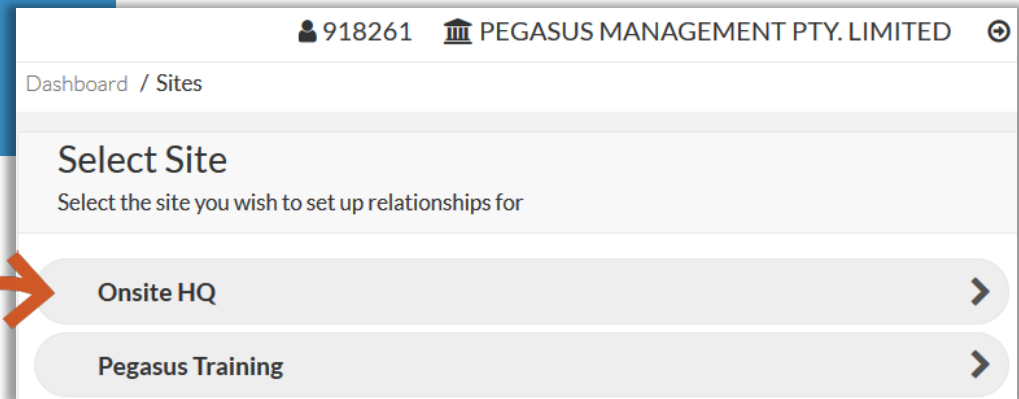 918261 PEGASUS MANAGEMENT PTY. LIMITED
Dashboard / Sites
Select Site
Select the site you wish to set up relationships for
Onsite HQ
Pegasus Training